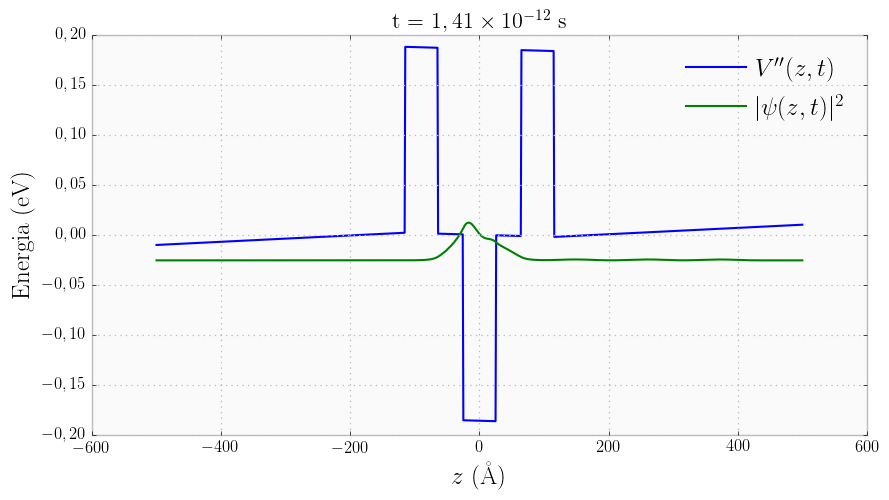 t = 1,41 × 10⁻¹² s
V′′(z, t)
|ψ(z, t)|²
Energia (eV)
0,20
0,15
0,10
0,05
0,00
−0,05
−0,10
−0,15
−0,20
−600 −400 −200 0 200 400 600
z (Å)